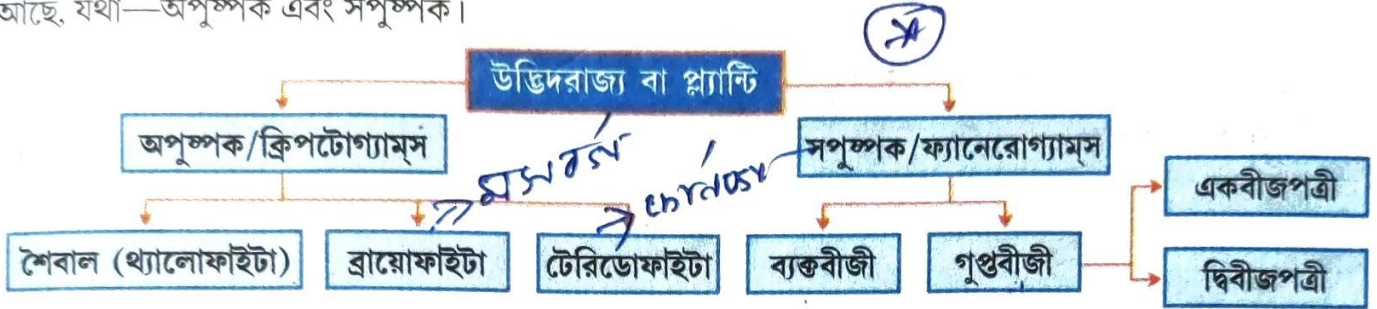 আছে, যথা—অপুষ্পক এবং সপুষ্পক।
উদ্ভিদরাজ্য বা প্ল্যান্টি
অপুষ্পক/ক্রিপটোগ্যাম্‌স
সপুষ্পক/ফ্যানেরোগ্যাম্‌স
একবীজপত্রী
শৈবাল (থ্যালোফাইটা)
ব্রায়োফাইটা
টেরিডোফাইটা
ব্যক্তবীজী
গুপ্তবীজী
দ্বিবীজপত্রী